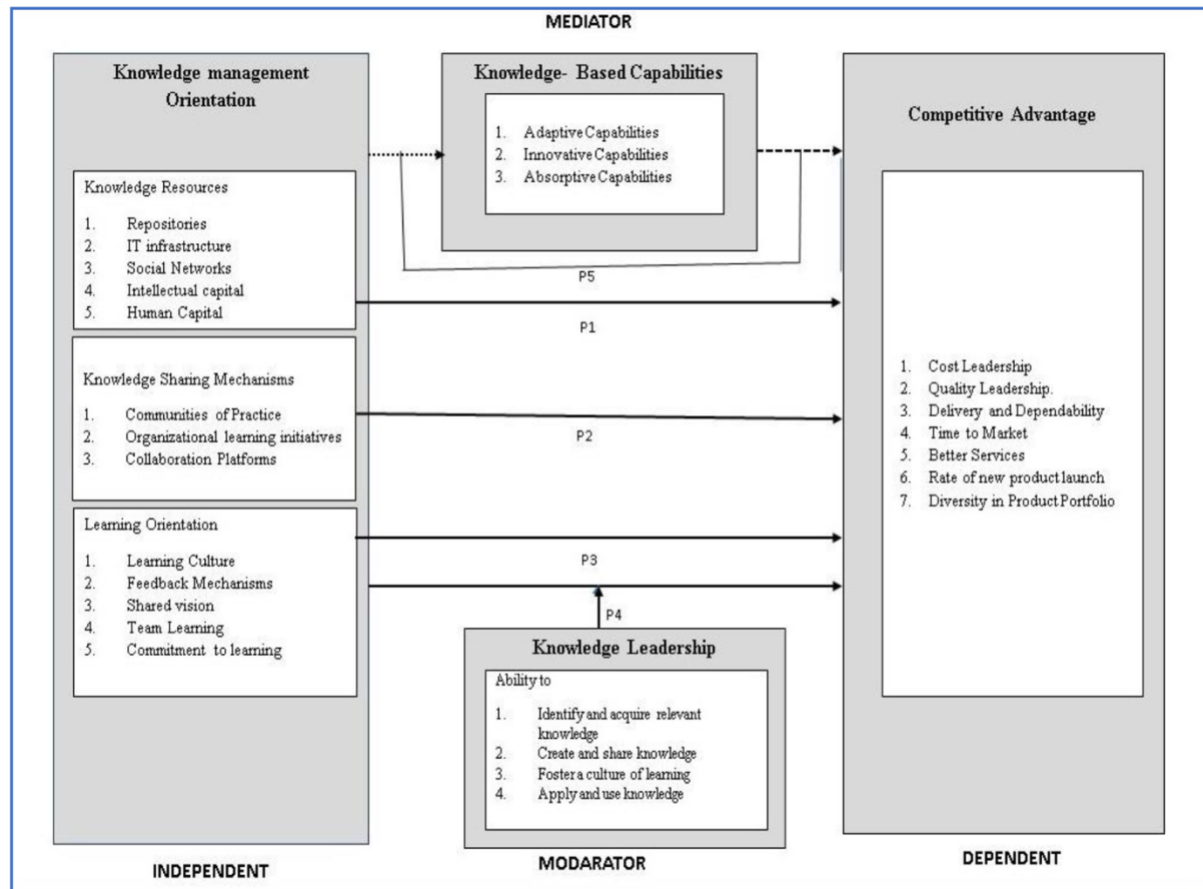 MEDIATOR
Knowledge management
Orientation
Knowledge Resources
1. Repositories
2. IT infrastructure
3. Social Networks
4. Intellectual capital
5. Human Capital
Knowledge Sharing Mechanisms
1. Communities of Practice
2. Organizational learning initiatives
3. Collaboration Platforms
Learning Orientation
1. Learning Culture
2. Feedback Mechanisms
3. Shared vision
4. Team Learning
5. Commitment to learning
INDEPENDENT
Knowledge- Based Capabilities
1. Adaptive Capabilities
2. Innovative Capabilities
3. Absorptive Capabilities
P5
P1
P2
P3
P4
Knowledge Leadership
Ability to
1. Identify and acquire relevant
knowledge
2. Create and share knowledge
3. Foster a culture of learning
4. Apply and use knowledge
MODARATOR
Competitive Advantage
1. Cost Leadership
2. Quality Leadership.
3. Delivery and Dependability
4. Time to Market
5. Better Services
6. Rate of new product launch
7. Diversity in Product Portfolio
DEPENDENT